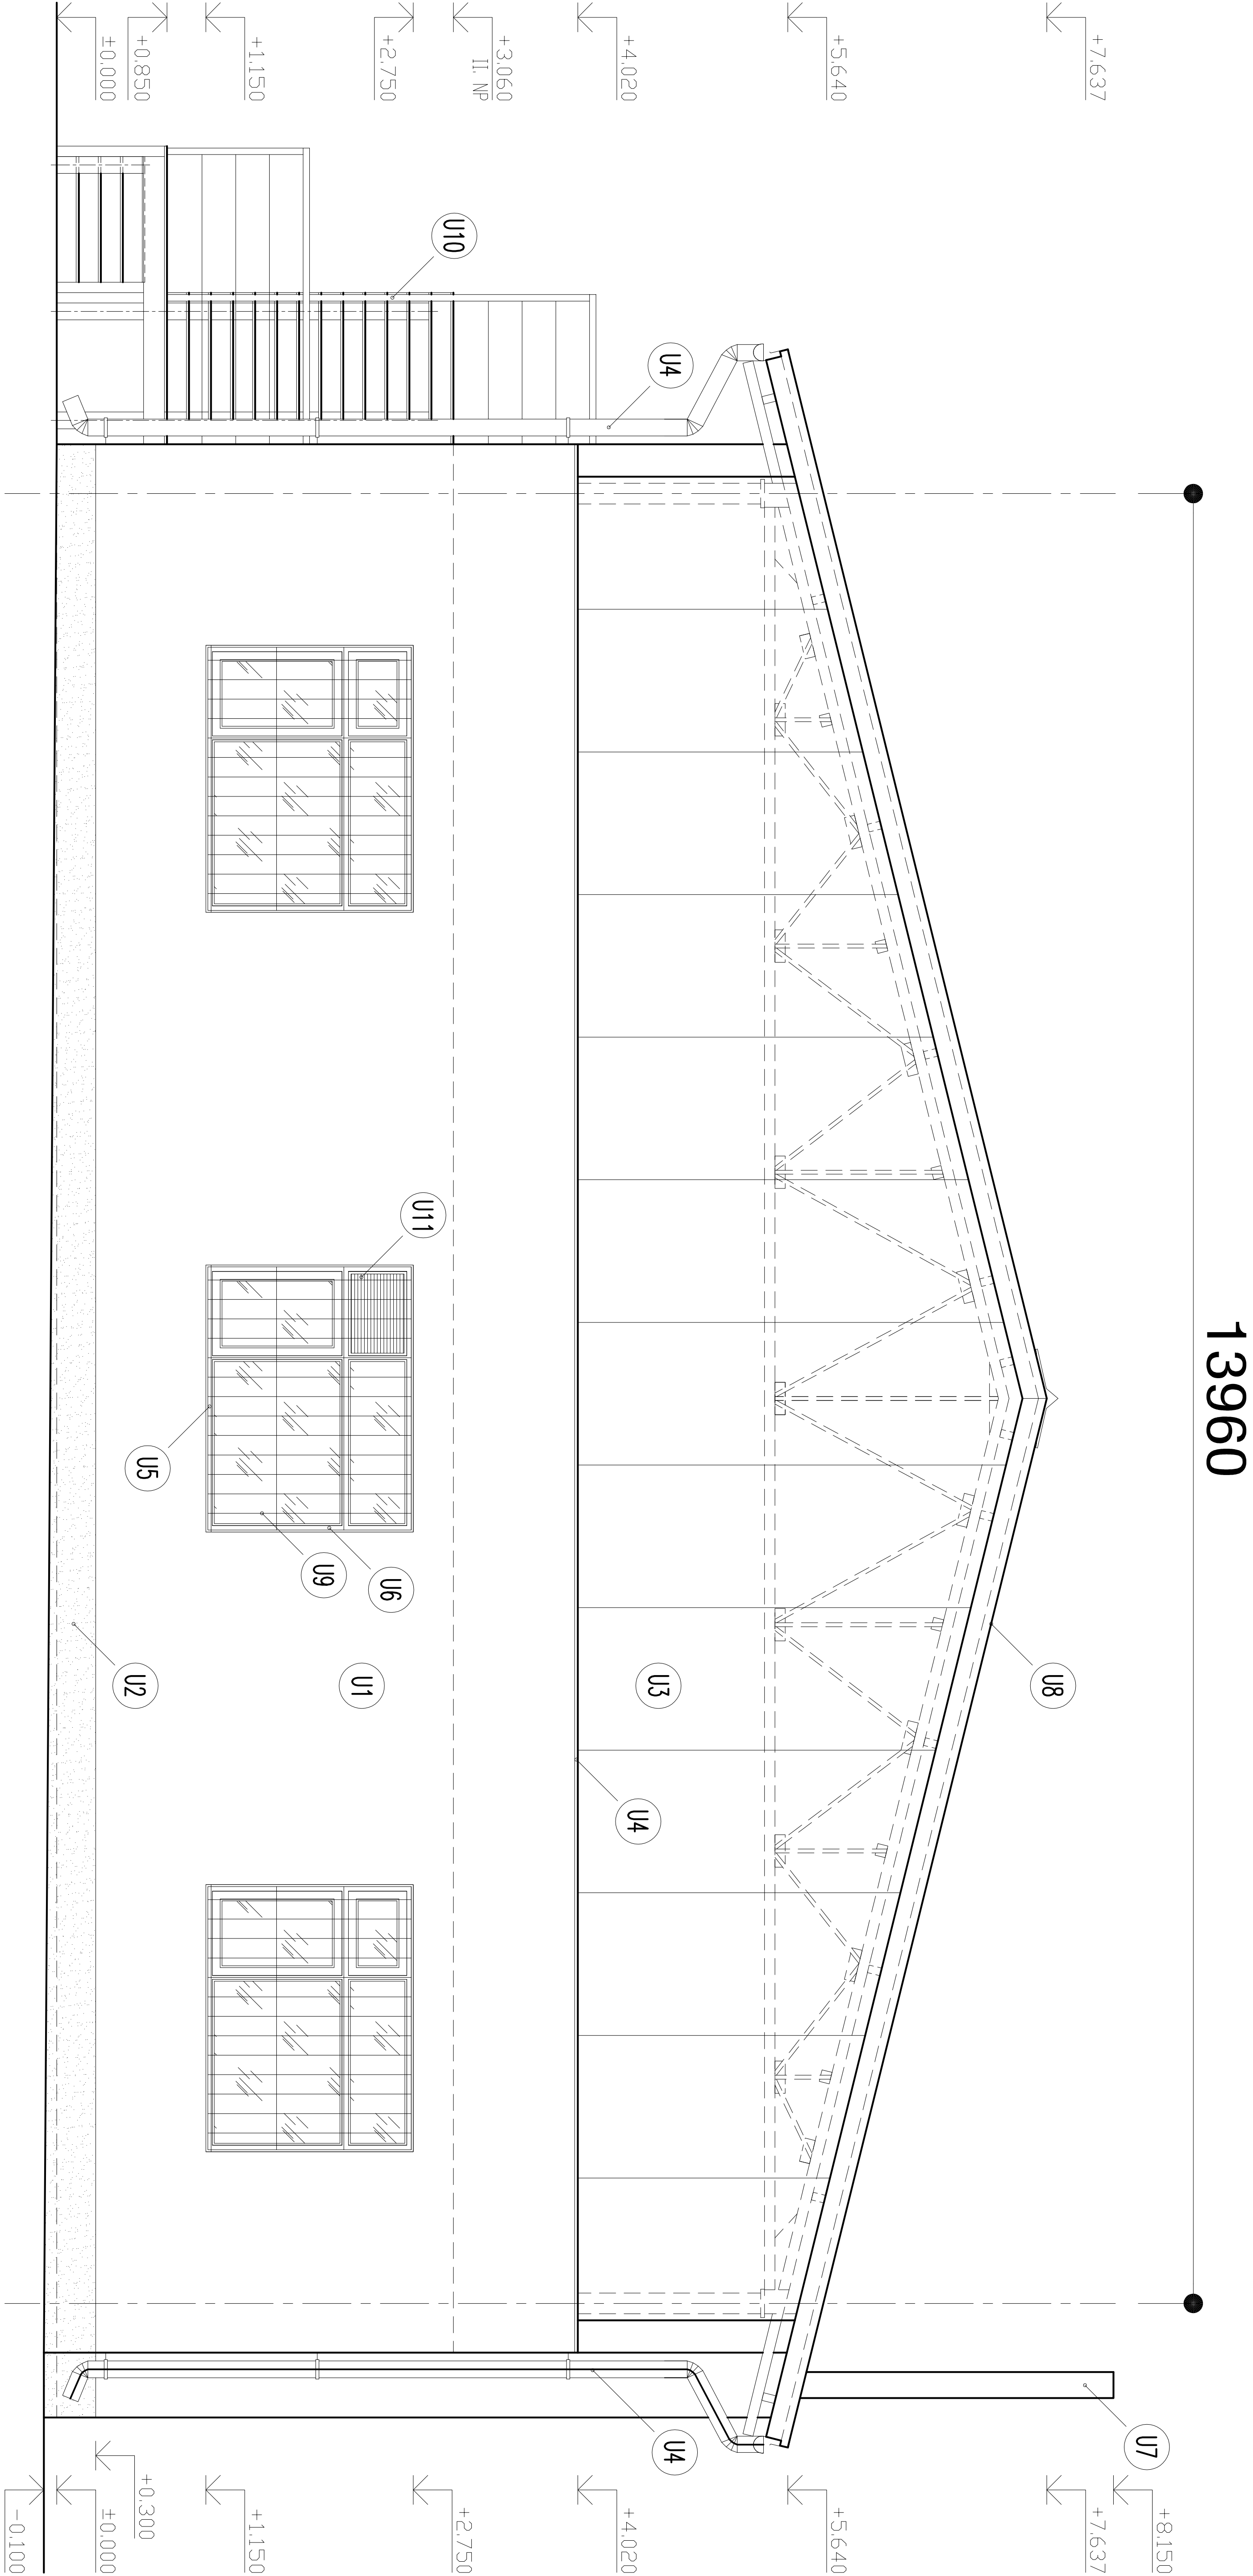 13960
+7,637
+5,640
+4,020
+3,060
II. NP
+2,750
+1,150
+0,850
±0,000
U10
U4
U8
U3
U4
U1
U2
U11
U5
U9
U6
U7
U4
+8,150
+7,637
+5,640
+4,020
+2,750
+1,150
+0,300
±0,000
-0,100